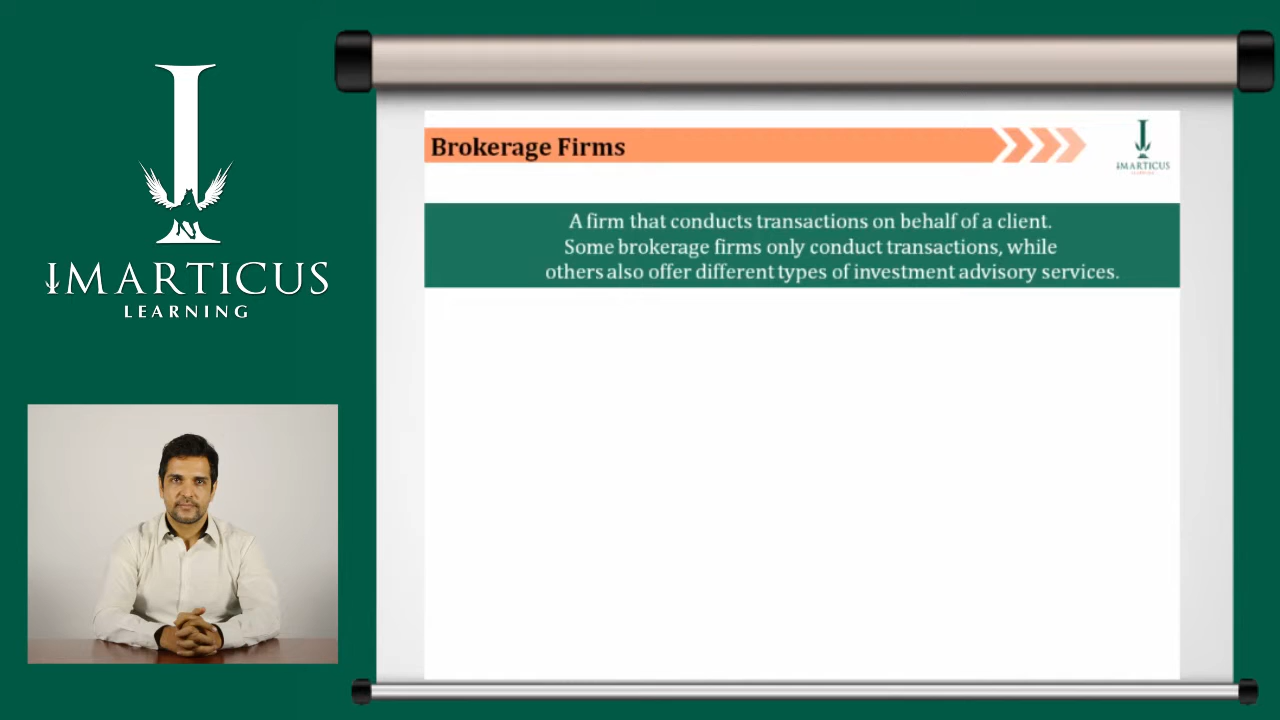 IMARTICUS
LEARNING
Brokerage Firms
IMARTICUS
A firm that conducts transactions on behalf of a client.
Some brokerage firms only conduct transactions, while
others also offer different types of investment advisory services.